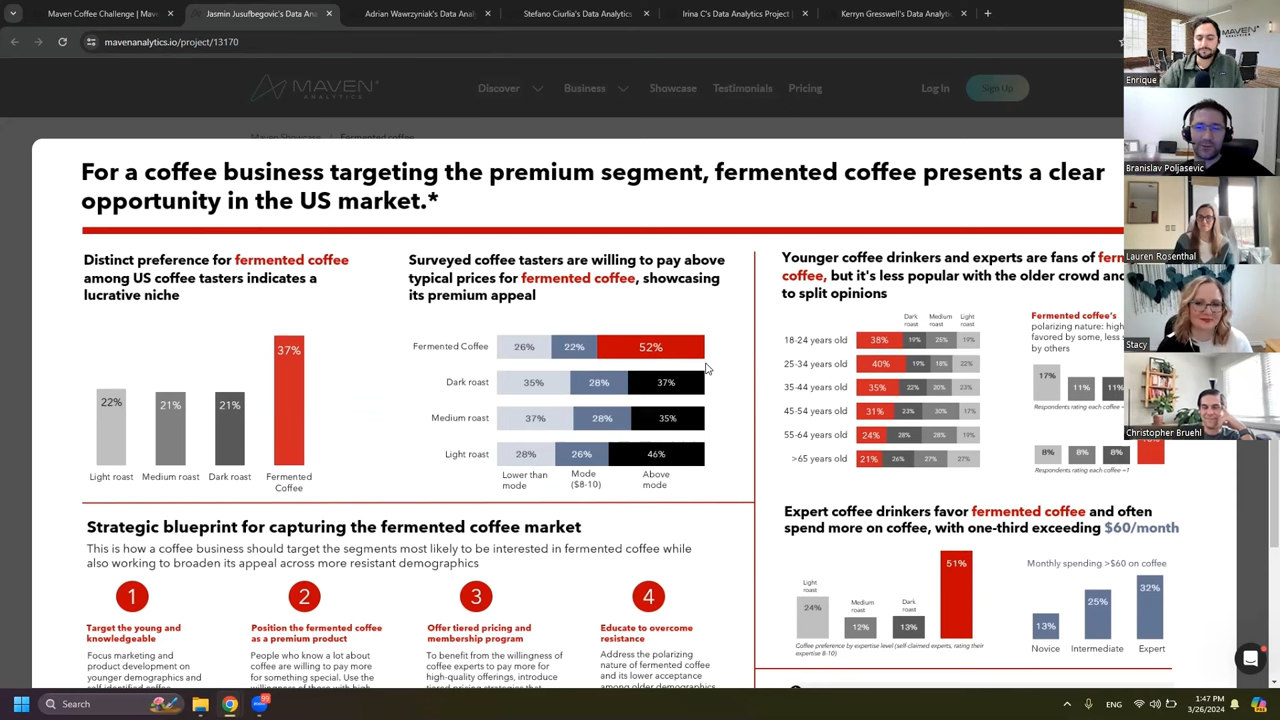 Maven Coffee Challenge | Mave
Jasmin Jusufbegovic's Data Ana
Adrian Wawrzyniak's Data Anal
Stefano Ciurlia's Data Analytics
Irina C's Data Analytics Project |
Kerryn Gresswell's Data Analytic
mavenanalytics.io/project/13170
MAVEN
ANALYTICS
Discover
Business
Showcase
Testimonials
Pricing
Log In
Sign Up
Maven Showcase
Fermented coffee
For a coffee business targeting the premium segment, fermented coffee presents a clear
opportunity in the US market.*
Distinct preference for fermented coffee
among US coffee tasters indicates a
lucrative niche
22%
21%
21%
37%
Light roast
Medium roast
Dark roast
Fermented
Coffee
Surveyed coffee tasters are willing to pay above
typical prices for fermented coffee, showcasing
its premium appeal
Fermented Coffee 26% 22% 52%
Dark roast 35% 28% 37%
Medium roast 37% 28% 35%
Light roast 28% 26% 46%
Lower than
mode
Mode
($8-10)
Above
mode
Younger coffee drinkers and experts are fans of
coffee, but it's less popular with the older crowd
to split opinions
Dark
roast
Medium
roast
Light
roast
18-24 years old 38% 19% 25% 19%
25-34 years old 40% 19% 18% 22%
35-44 years old 35% 22% 20% 23%
45-54 years old 31% 23% 30% 17%
55-64 years old 24% 28% 28% 19%
>65 years old 21% 26% 27% 27%
Fermented coffee's
polarizing nature: high
favored by some, less
by others
17%
11%
11%
Respondents rating each coffee
8%
8%
8%
Respondents rating each coffee =1
Strategic blueprint for capturing the fermented coffee market
This is how a coffee business should target the segments most likely to be interested in fermented coffee while
also working to broaden its appeal across more resistant demographics
1
Target the young and
knowledgeable
Focus marketing and
product development on
younger demographics and
self-identified coffee
2
Position the fermented coffee
as a premium product
People who know a lot about
coffee are willing to pay more
for something special. Use the
willingness of these with high
3
Offer tiered pricing and
membership program
To benefit from the willingness
of coffee experts to pay more for
high-quality offerings, introduce
tiered pricing strategies that
4
Educate to overcome
resistance
Address the polarizing
nature of fermented coffee
and its lower acceptance
among older demographics
Expert coffee drinkers favor fermented coffee and often
spend more on coffee, with one-third exceeding $60/month
Light
roast
24%
Medium
roast
12%
Dark
roast
13%
51%
Coffee preference by expertise level (self-claimed experts, rating their
expertise 8-10)
Monthly spending >$60 on coffee
13%
25%
32%
Novice
Intermediate
Expert
Enrique
MAVEN
Branislav Poljasevic
Lauren Rosenthal
Stacy
Christopher Bruehl
Search
99
ENG
1:47 PM
3/26/2024